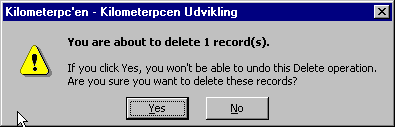 Kilometerpc'en - Kilometerpcen Udvikling
You are about to delete 1 record(s).
If you click Yes, you won't be able to undo this Delete operation.
Are you sure you want to delete these records?
Yes No